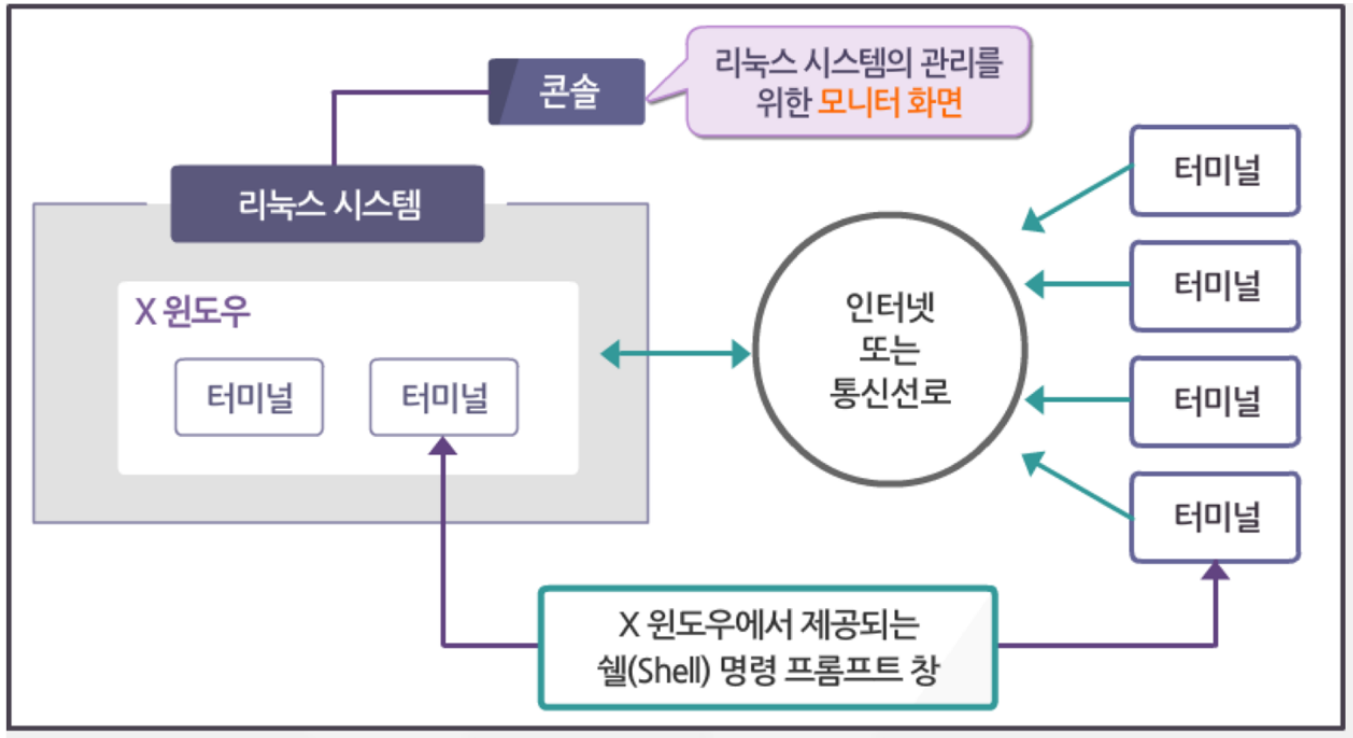 콘솔
리눅스 시스템의 관리를
위한 모니터 화면
리눅스 시스템
X 윈도우
터미널
터미널
인터넷
또는
통신선로
터미널
터미널
터미널
터미널
X 윈도우에서 제공되는
쉘(Shell) 명령 프롬프트 창